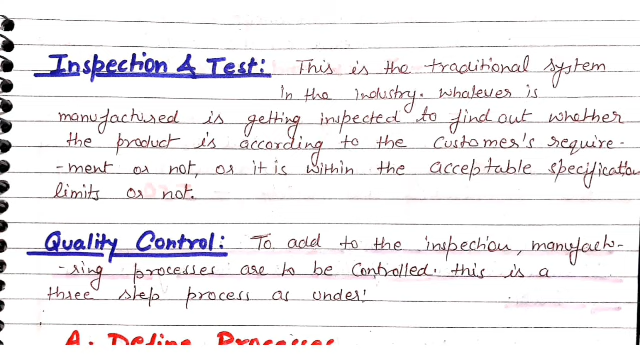 Inspection & Test: This is the traditional system
In the industry. Whatever is
manufactured is getting inspected to find out whether
the product is according to the Customer's require-
-ment or not, or it is within the acceptable specification
limits or not.
Quality Control: To add to the inspection, manufactu-
-ring processes are to be Controlled. this is a
three step process as under:
A. Define Processes